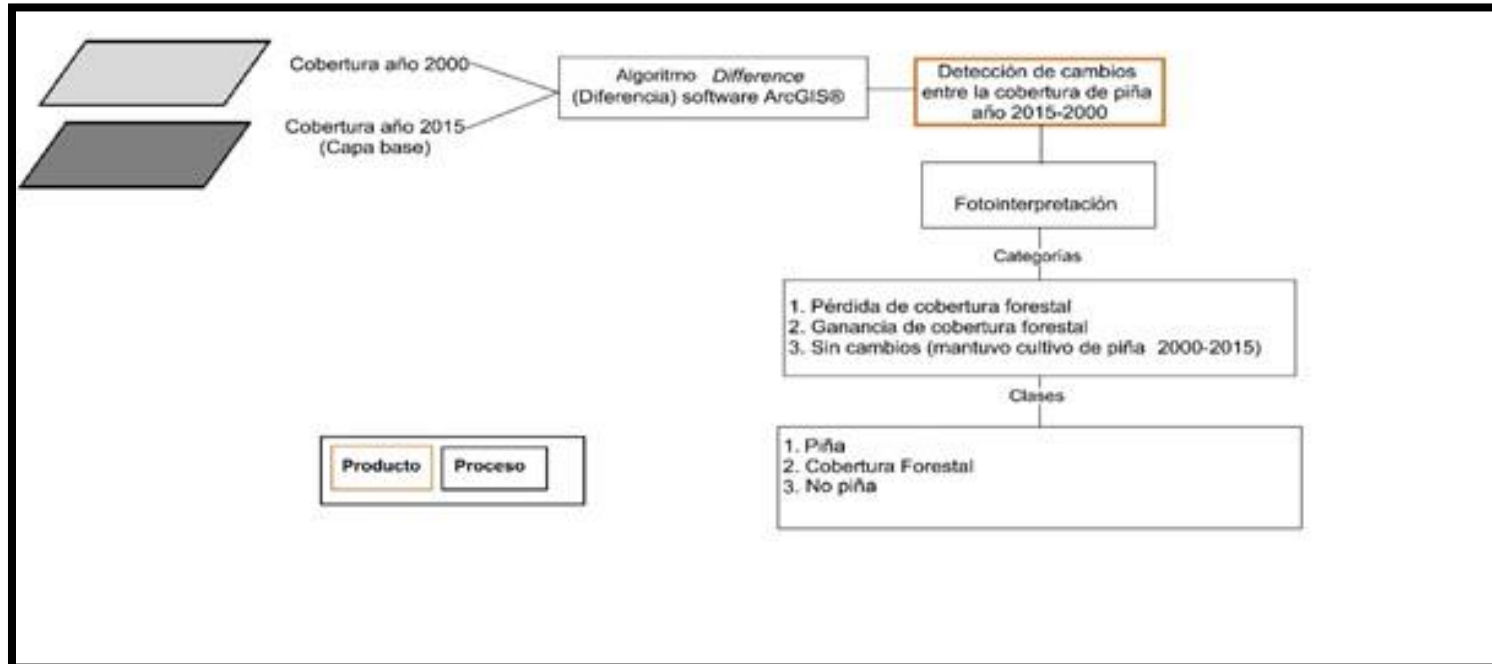 Cobertura año 2000
Cobertura año 2015
(Capa base)
Algoritmo Difference
(Diferencia) software ArcGIS®
Detección de cambios
entre la cobertura de piña
año 2015-2000
Fotointerpretación
Categorías
1. Pérdida de cobertura forestal
2. Ganancia de cobertura forestal
3. Sin cambios (mantuvo cultivo de piña 2000-2015)
Clases
1. Piña
2. Cobertura Forestal
3. No piña
Producto
Proceso